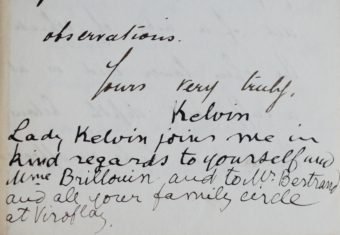 observations.
Yours very truly,
Kelvin
Lady Kelvin joins me in
kind regards to yourself and
Mme Brillouin and to Mr. Bertrand
and all your family circle
at Viroflay.